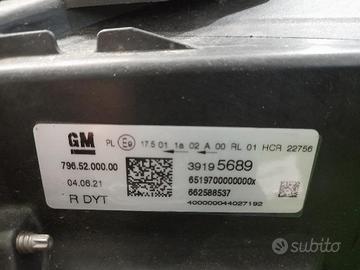 GM PL E9 17.5 01 1a 02 A 00 RL 01 HCR 22756
796.52.000.00
39195689
04.06.21
6519700000000X
662588537
R DYT
400000044027192
subito